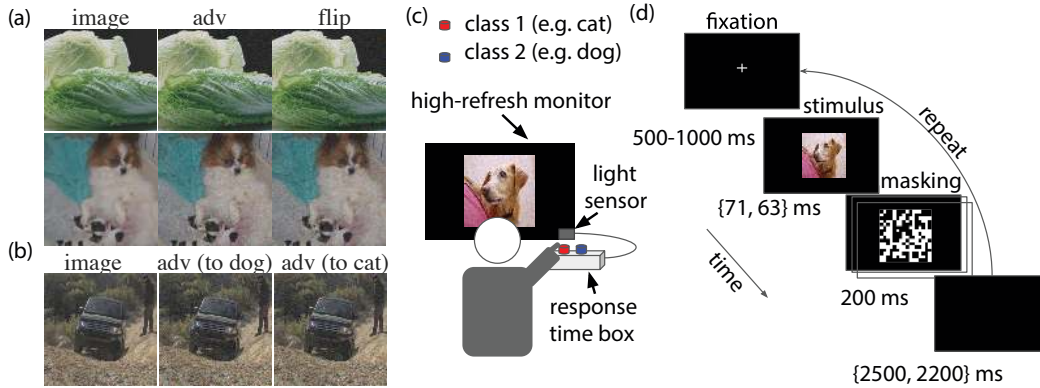 (a)
image adv flip
(b)
image adv (to dog) adv (to cat)
(c)
class 1 (e.g. cat)
class 2 (e.g. dog)
high-refresh monitor
light
sensor
response
time box
(d)
fixation
500-1000 ms
stimulus
{71, 63} ms
repeat
masking
time
200 ms
{2500, 2200} ms